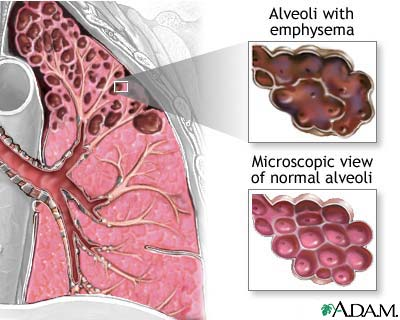 Alveoli with
emphysema
Microscopic view
of normal alveoli
A.D.A.M.